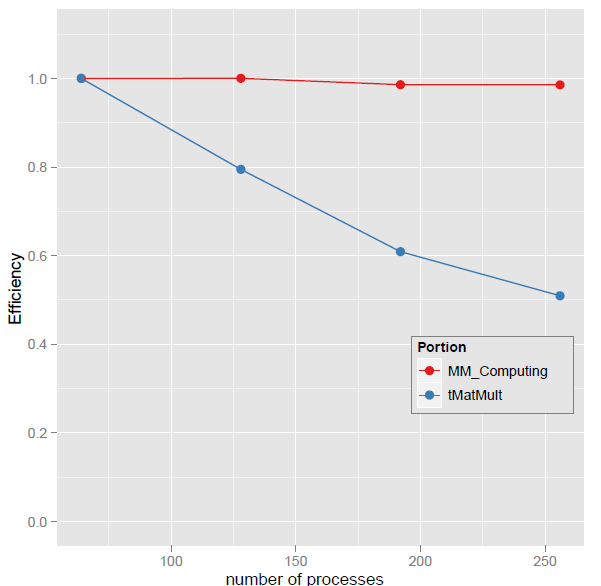 Efficiency
1.0
0.8
0.6
0.4
0.2
0.0
Portion
MM_Computing
tMatMult
100
150
200
250
number of processes